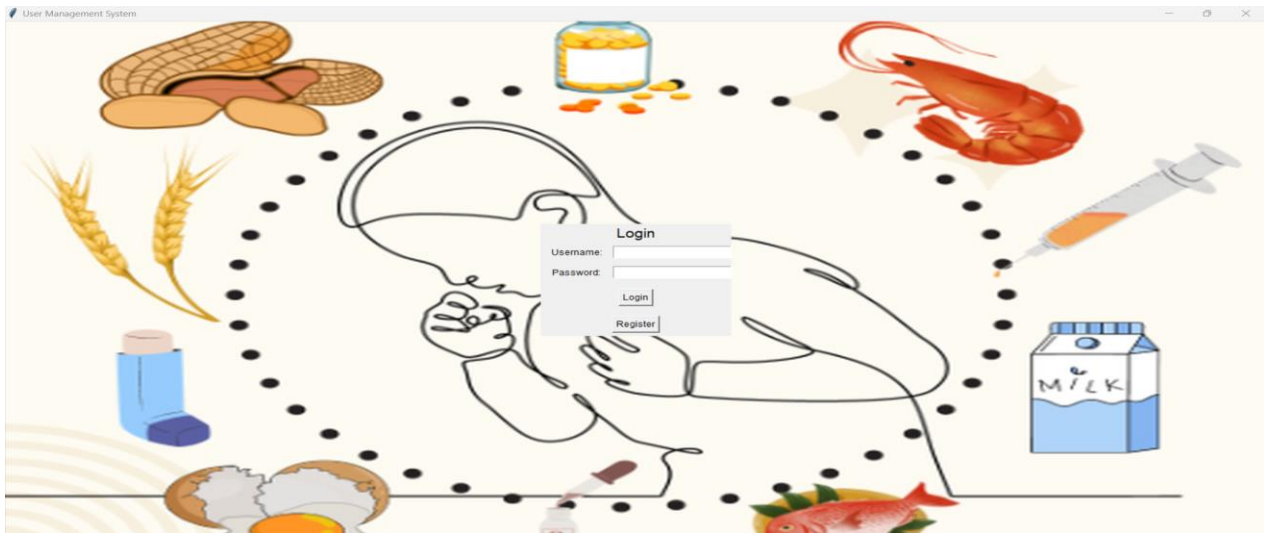 User Management System
Login
Username:
Password:
Login
Register
MILK